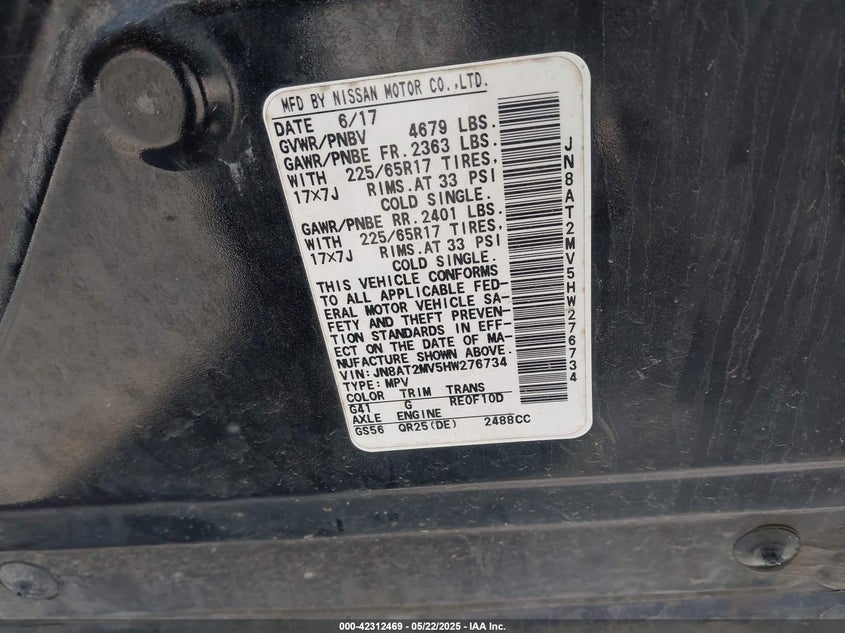 MFD BY NISSAN MOTOR CO.,LTD.
DATE 6/17
GVWR/PNBV 4679 LBS.
GAWR/PNBE FR.2363 LBS.
WITH 225/65R17 TIRES,
17X7J RIMS.AT 33 PSI
COLD SINGLE.
GAWR/PNBE RR.2401 LBS.
WITH 225/65R17 TIRES,
17X7J RIMS.AT 33 PSI
COLD SINGLE.
THIS VEHICLE CONFORMS
TO ALL APPLICABLE FED-
ERAL MOTOR VEHICLE SA-
FETY AND THEFT PREVEN-
TION STANDARDS IN EFF-
ECT ON THE DATE OF MA-
NUFACTURE SHOWN ABOVE.
VIN: JN8AT2MV5HW276734
TYPE: MPV
COLOR TRIM TRANS
G41 G RE0F10D
AXLE ENGINE
GS56 QR25(DE) 2488CC
JN8AT2MV5HW276734
000-42312469 - 05/22/2025 - IAA Inc.